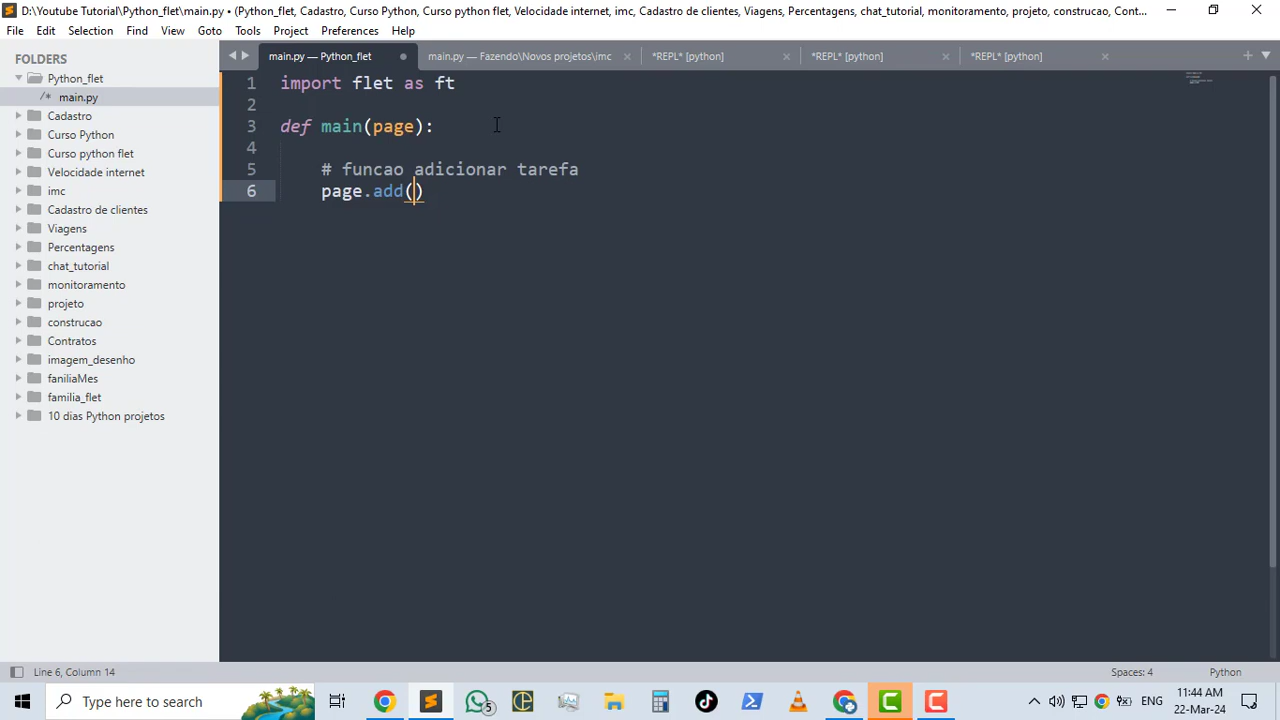 D:\Youtube Tutorial\Python_flet\main.py • (Python_flet, Cadastro, Curso Python, Curso python flet, Velocidade internet, imc, Cadastro de clientes, Viagens, Percentagens, chat_tutorial, monitoramento, projeto, construcao, Cont...
File Edit Selection Find View Goto Tools Project Preferences Help
FOLDERS
Python_flet
/* main.py
Cadastro
Curso Python
Curso python flet
Velocidade internet
imc
Cadastro de clientes
Viagens
Percentagens
chat_tutorial
monitoramento
projeto
construcao
Contratos
imagem_desenho
faniliaMes
familia_flet
10 dias Python projetos
main.py — Python_flet
main.py — Fazendo\Novos projetos\imc
*REPL* [python]
*REPL* [python]
*REPL* [python]
1 import flet as ft
2
3 def main(page):
4
5 # funcao adicionar tarefa
6 page.add()
Line 6, Column 14
Spaces: 4
Python
Type here to search
5
ENG
11:44 AM
22-Mar-24